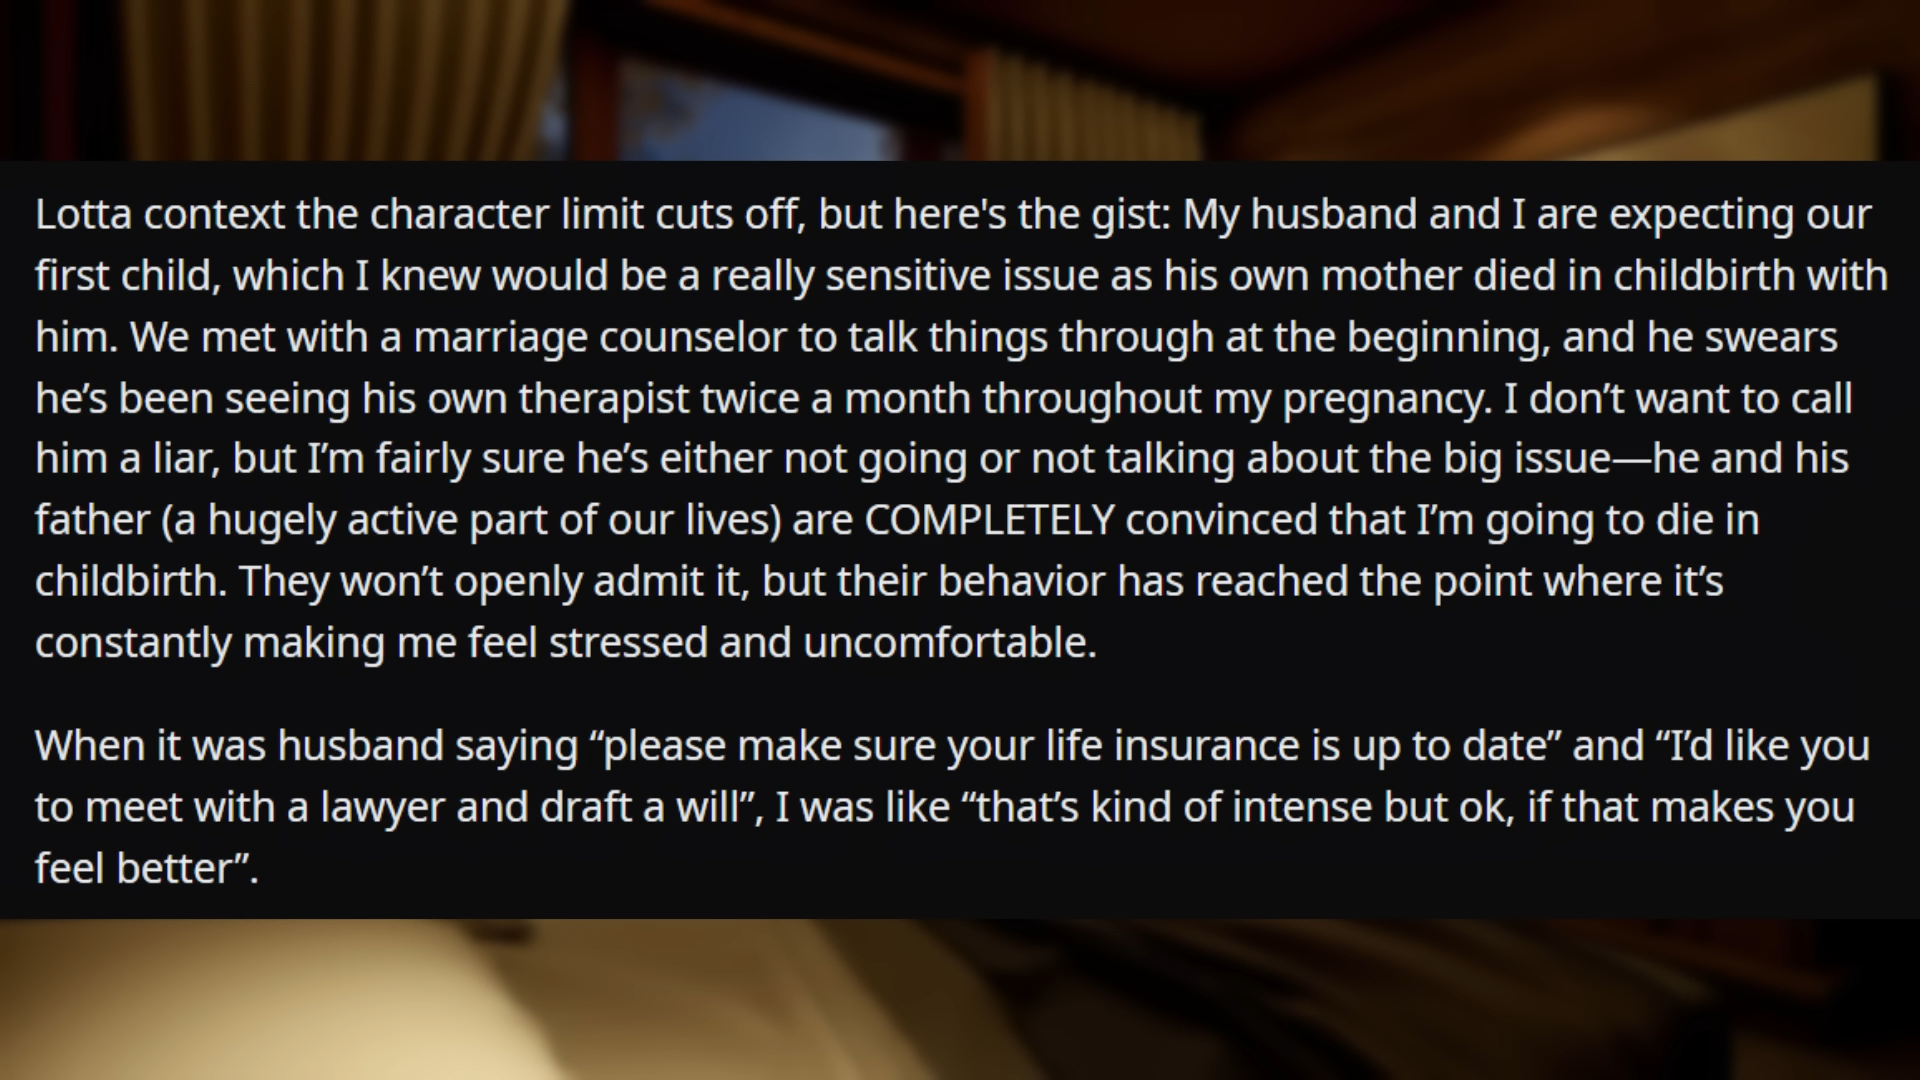 Lotta context the character limit cuts off, but here's the gist: My husband and I are expecting our
first child, which I knew would be a really sensitive issue as his own mother died in childbirth with
him. We met with a marriage counselor to talk things through at the beginning, and he swears
he’s been seeing his own therapist twice a month throughout my pregnancy. I don’t want to call
him a liar, but I’m fairly sure he’s either not going or not talking about the big issue—he and his
father (a hugely active part of our lives) are COMPLETELY convinced that I’m going to die in
childbirth. They won’t openly admit it, but their behavior has reached the point where it’s
constantly making me feel stressed and uncomfortable.
When it was husband saying “please make sure your life insurance is up to date” and “I’d like you
to meet with a lawyer and draft a will”, I was like “that’s kind of intense but ok, if that makes you
feel better”.